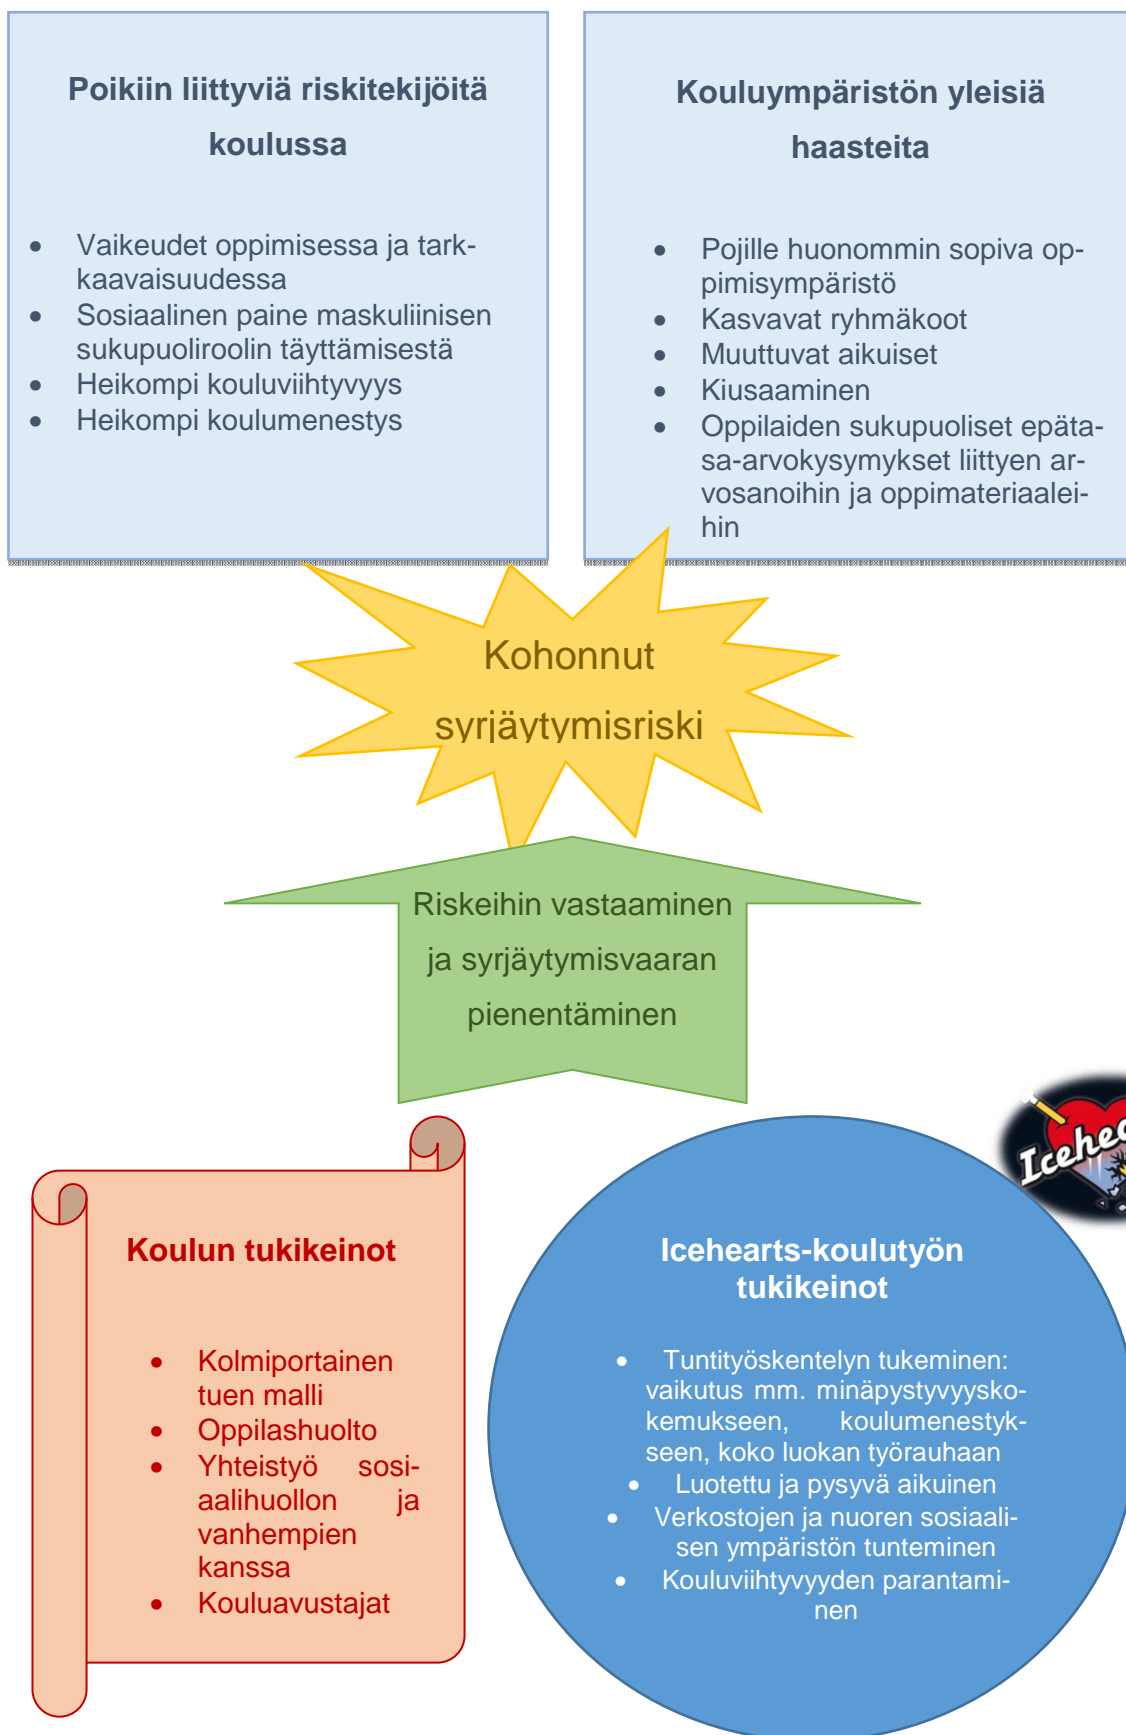 Poikiin liittyviä riskitekijöitä
koulussa
• Vaikeudet oppimisessa ja tark-
kaavaisuudessa
• Sosiaalinen paine maskuliinisen
sukupuoliroolin täyttämisestä
• Heikompi kouluviihtyvyys
• Heikompi koulumenestys
Kouluympäristön yleisiä
haasteita
• Pojille huonommin sopiva op-
pimisympäristö
• Kasvavat ryhmäkoot
• Muuttuvat aikuiset
• Kiusaaminen
• Oppilaiden sukupuoliset epäta-
sa-arvokysymykset liittyen ar-
vosanoihin ja oppimateriaalei-
hin
Kohonnut
syrjäytymisriski
Riskeihin vastaaminen
ja syrjäytymisvaaran
pienentäminen
Koulun tukikeinot
• Kolmiportainen
tuen malli
• Oppilashuolto
• Yhteistyö sosi-
aalihuollon ja
vanhempien
kanssa
• Kouluavustajat
Icehearts-koulutyön
tukikeinot
• Tuntityöskentelyn tukeminen:
vaikutus mm. minäpystyvyysko-
kemukseen, koulumenestyk-
seen, koko luokan työrauhaan
• Luotettu ja pysyvä aikuinen
• Verkostojen ja nuoren sosiaali-
sen ympäristön tunteminen
• Kouluviihtyvyyden parantami-
nen